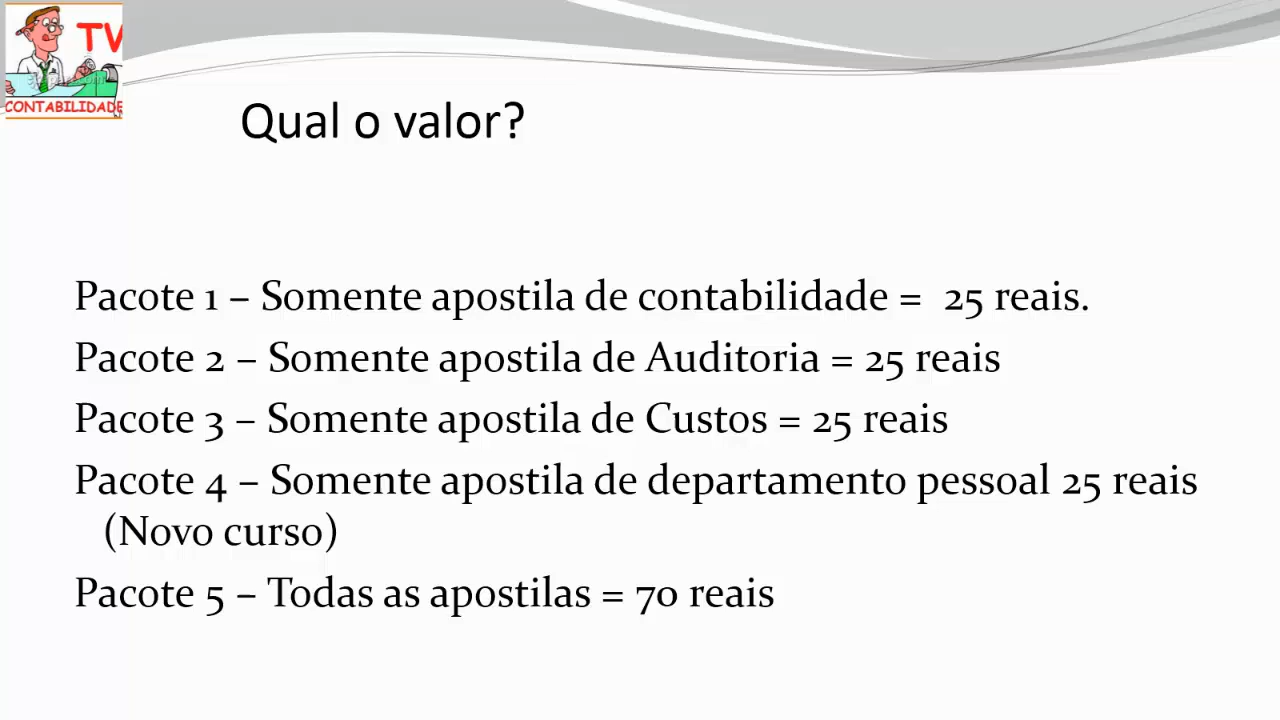 TV
CONTABILIDADE
Qual o valor?
Pacote 1 – Somente apostila de contabilidade =  25 reais.
Pacote 2 – Somente apostila de Auditoria = 25 reais
Pacote 3 – Somente apostila de Custos = 25 reais
Pacote 4 – Somente apostila de departamento pessoal 25 reais
(Novo curso)
Pacote 5 – Todas as apostilas = 70 reais